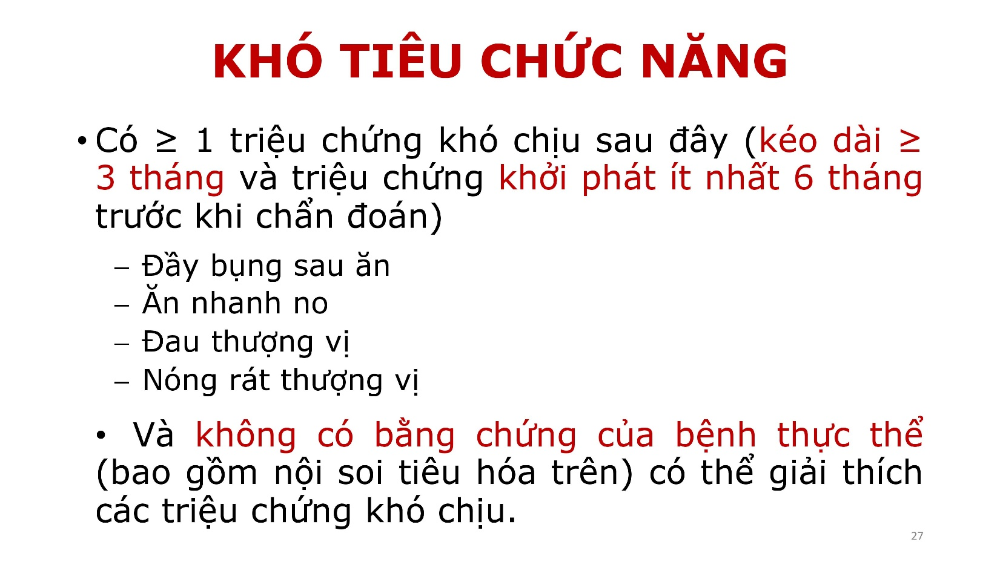 KHÓ TIÊU CHỨC NĂNG
• Có ≥ 1 triệu chứng khó chịu sau đây (kéo dài ≥
3 tháng và triệu chứng khởi phát ít nhất 6 tháng
trước khi chẩn đoán)
– Đầy bụng sau ăn
– Ăn nhanh no
– Đau thượng vị
– Nóng rát thượng vị
• Và không có bằng chứng của bệnh thực thể
(bao gồm nội soi tiêu hóa trên) có thể giải thích
các triệu chứng khó chịu.
27